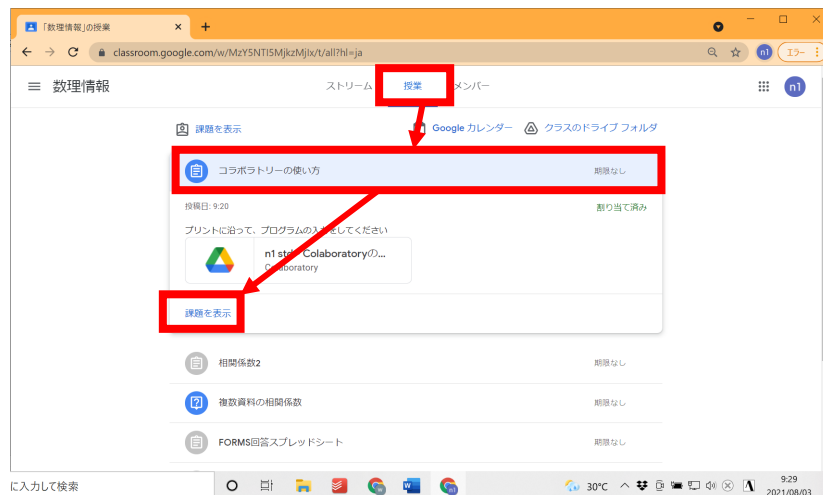 「数理情報」の授業
classroom.google.com/w/MzY5NTI5MjkzMjIx/t/all?hl=ja
n1
エラー
数理情報
ストリーム 授業 メンバー
n1
課題を表示
Google カレンダー クラスのドライブ フォルダ
コラボラトリーの使い方 期限なし
投稿日: 9:20 割り当て済み
プリントに沿って、プログラムの入力をしてください
n1 Colaboratoryの...
Colaboratory
課題を表示
相関係数2 期限なし
複数資料の相関係数 期限なし
FORMS回答スプレッドシート 期限なし
に入力して検索
30°C
A
9:29
2021/08/03